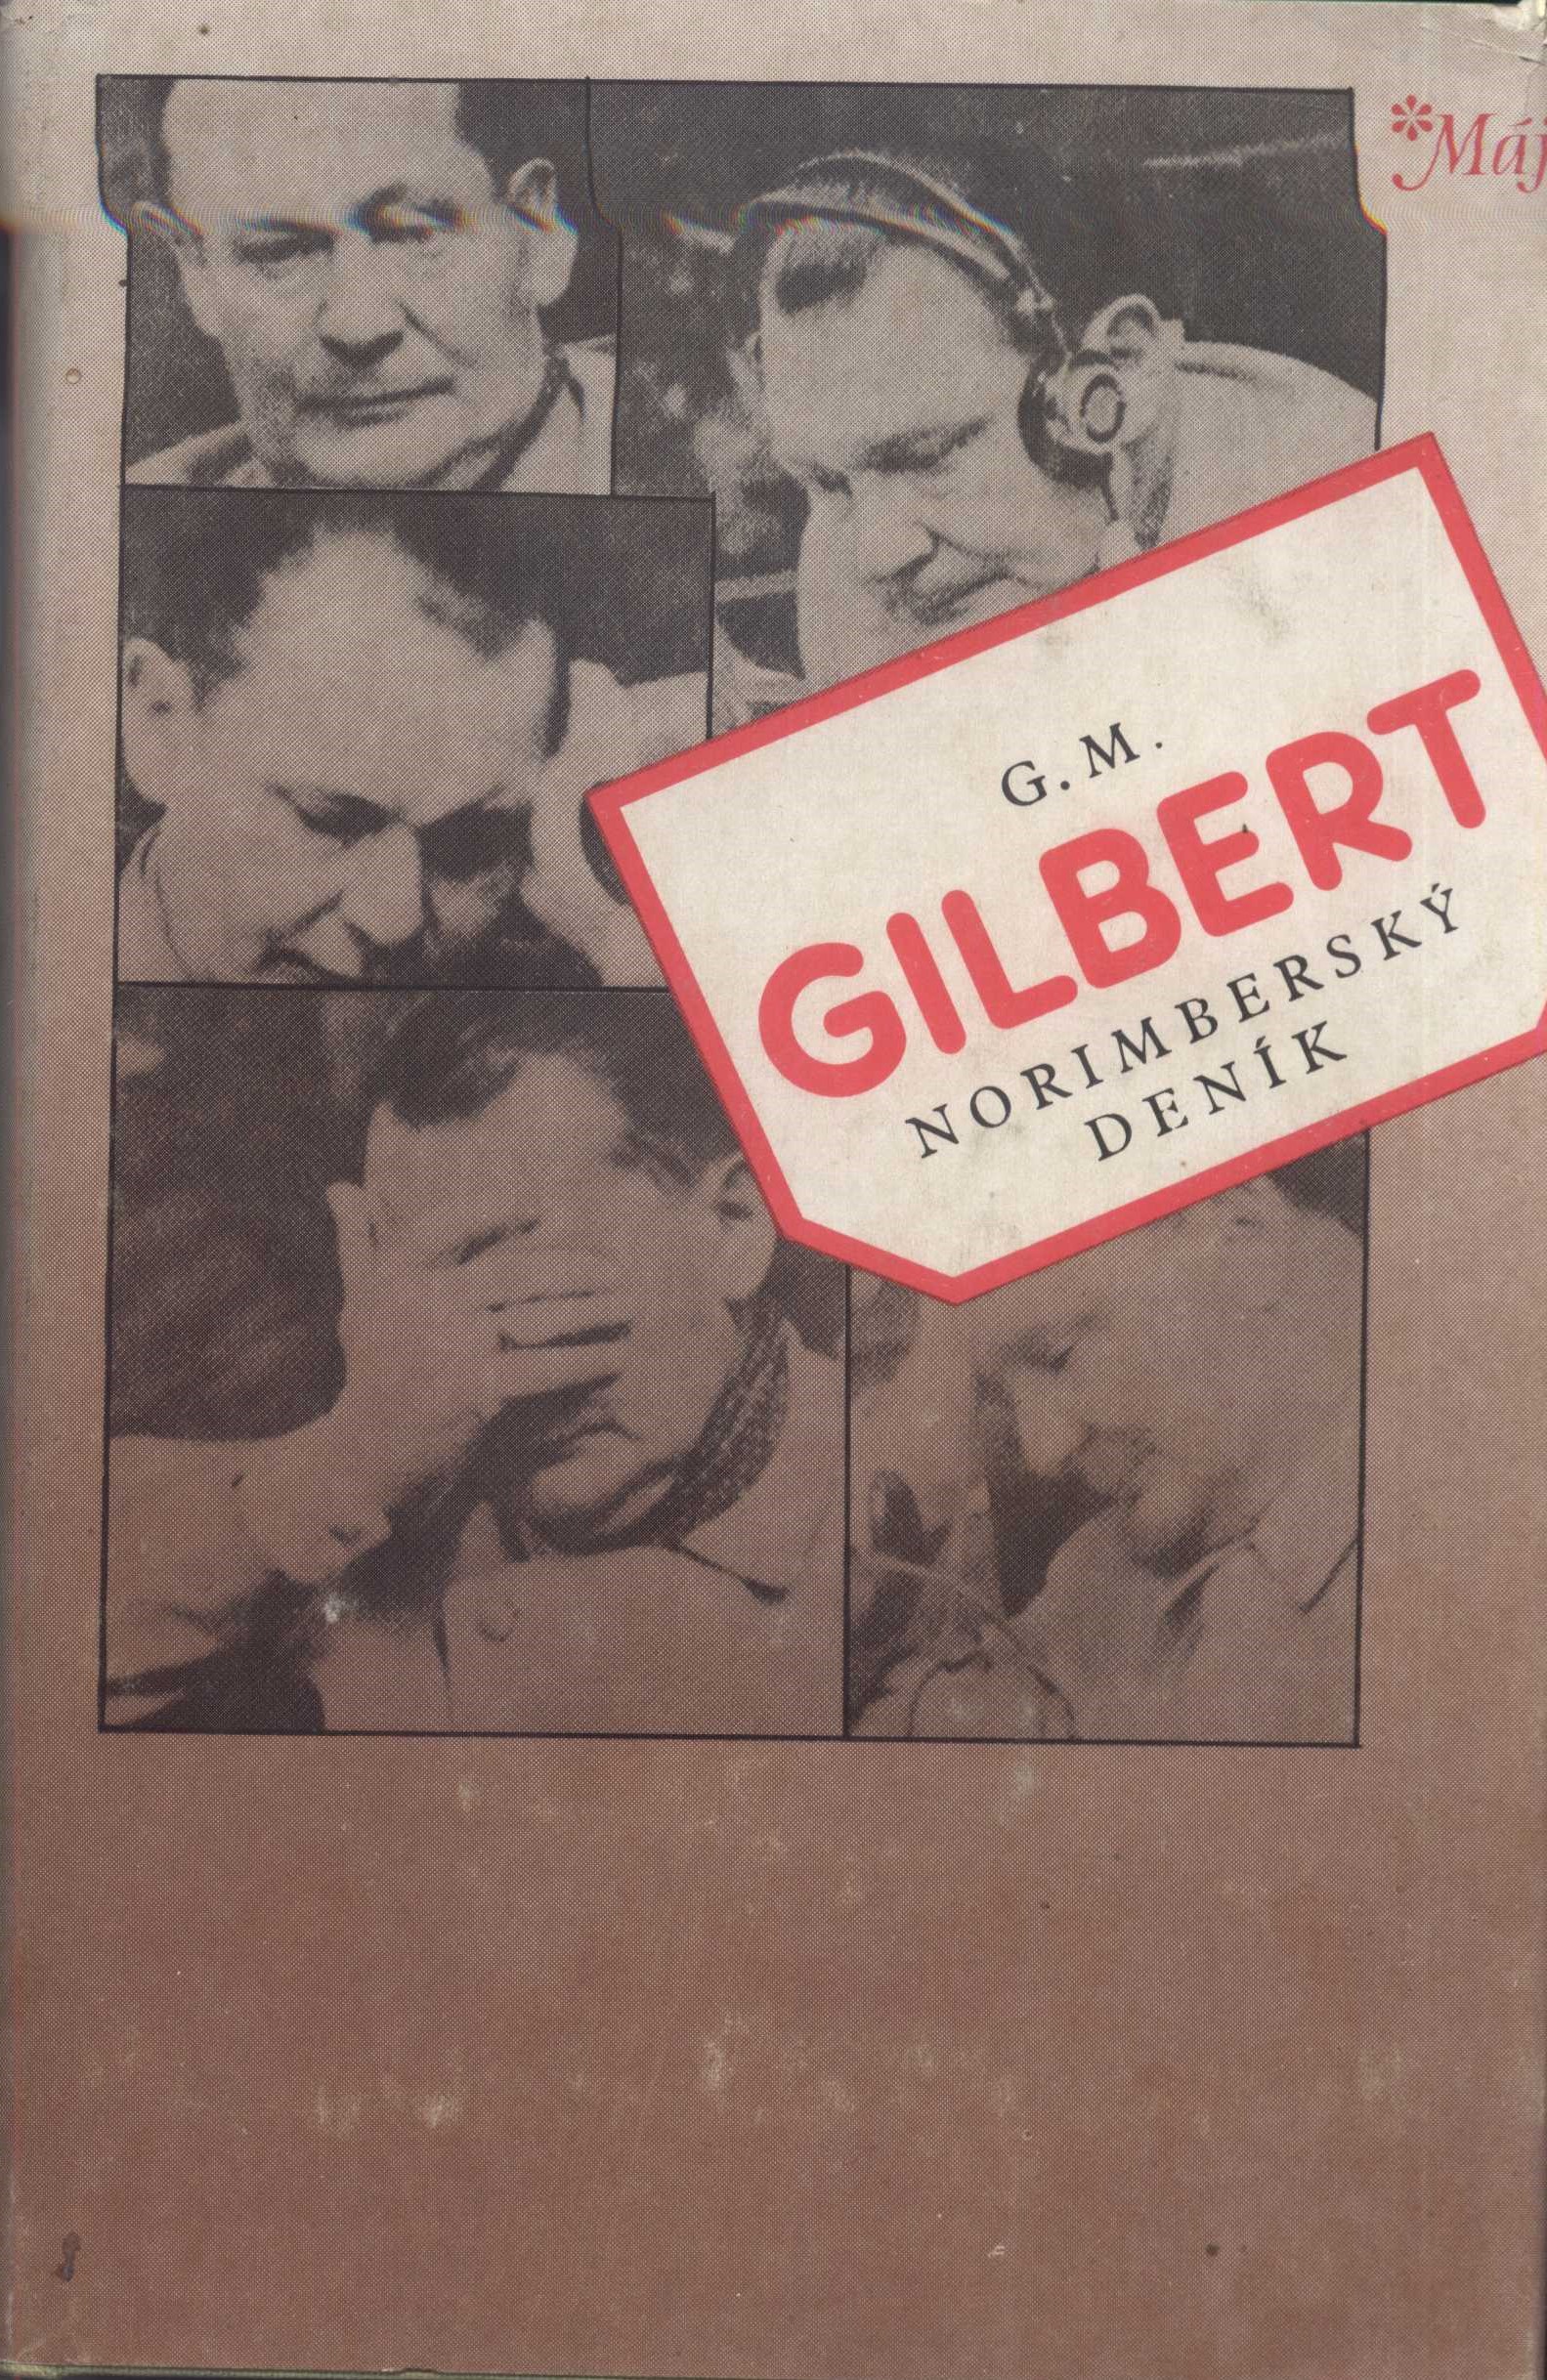 *Máj
G. M.
GILBERT
NORIMBERSKÝ
DENÍK